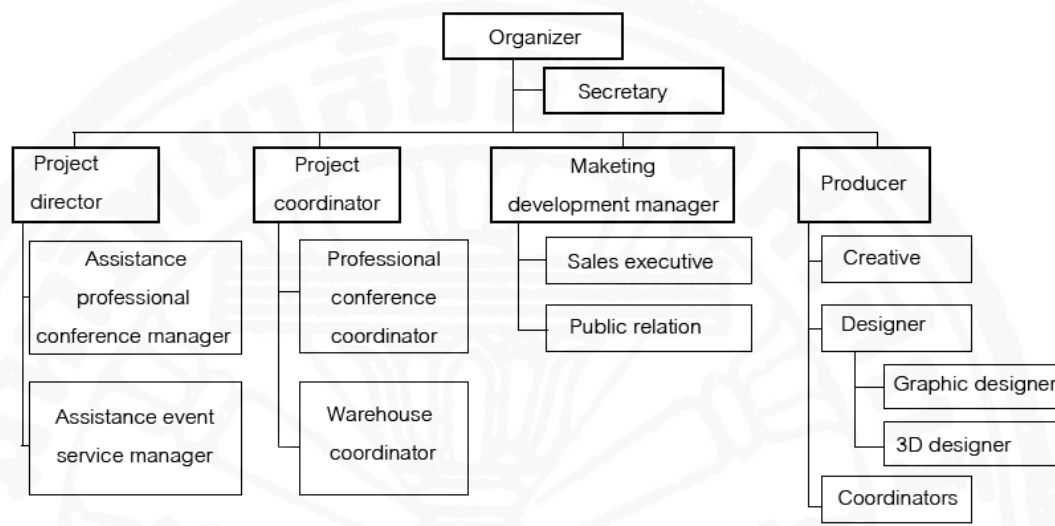 Organizer
Secretary
Project
director
Project
coordinator
Maketing
development manager
Producer
Assistance
professional
conference manager
Assistance event
service manager
Professional
conference
coordinator
Warehouse
coordinator
Sales executive
Public relation
Creative
Designer
Graphic designer
3D designer
Coordinators